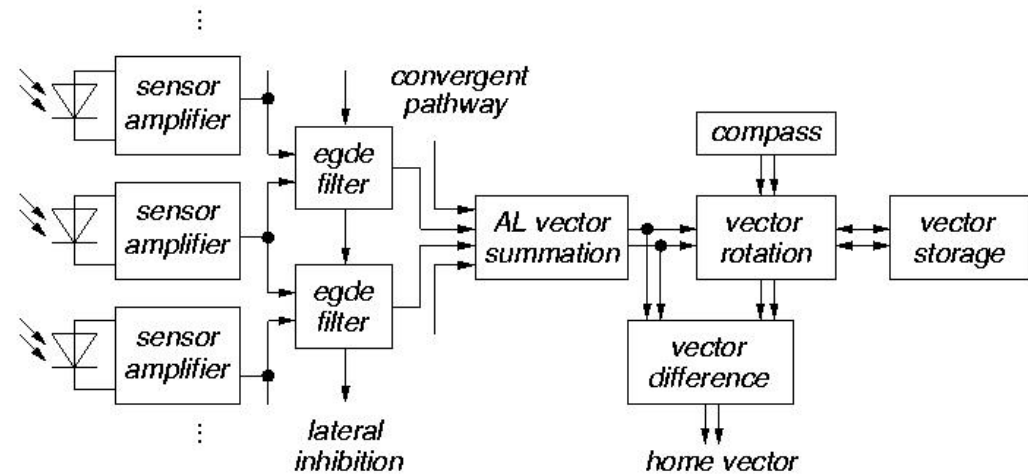 sensor
amplifier
convergent
pathway
egde
filter
compass
sensor
amplifier
AL vector
summation
vector
rotation
vector
storage
egde
filter
sensor
amplifier
vector
difference
lateral
inhibition
home vector